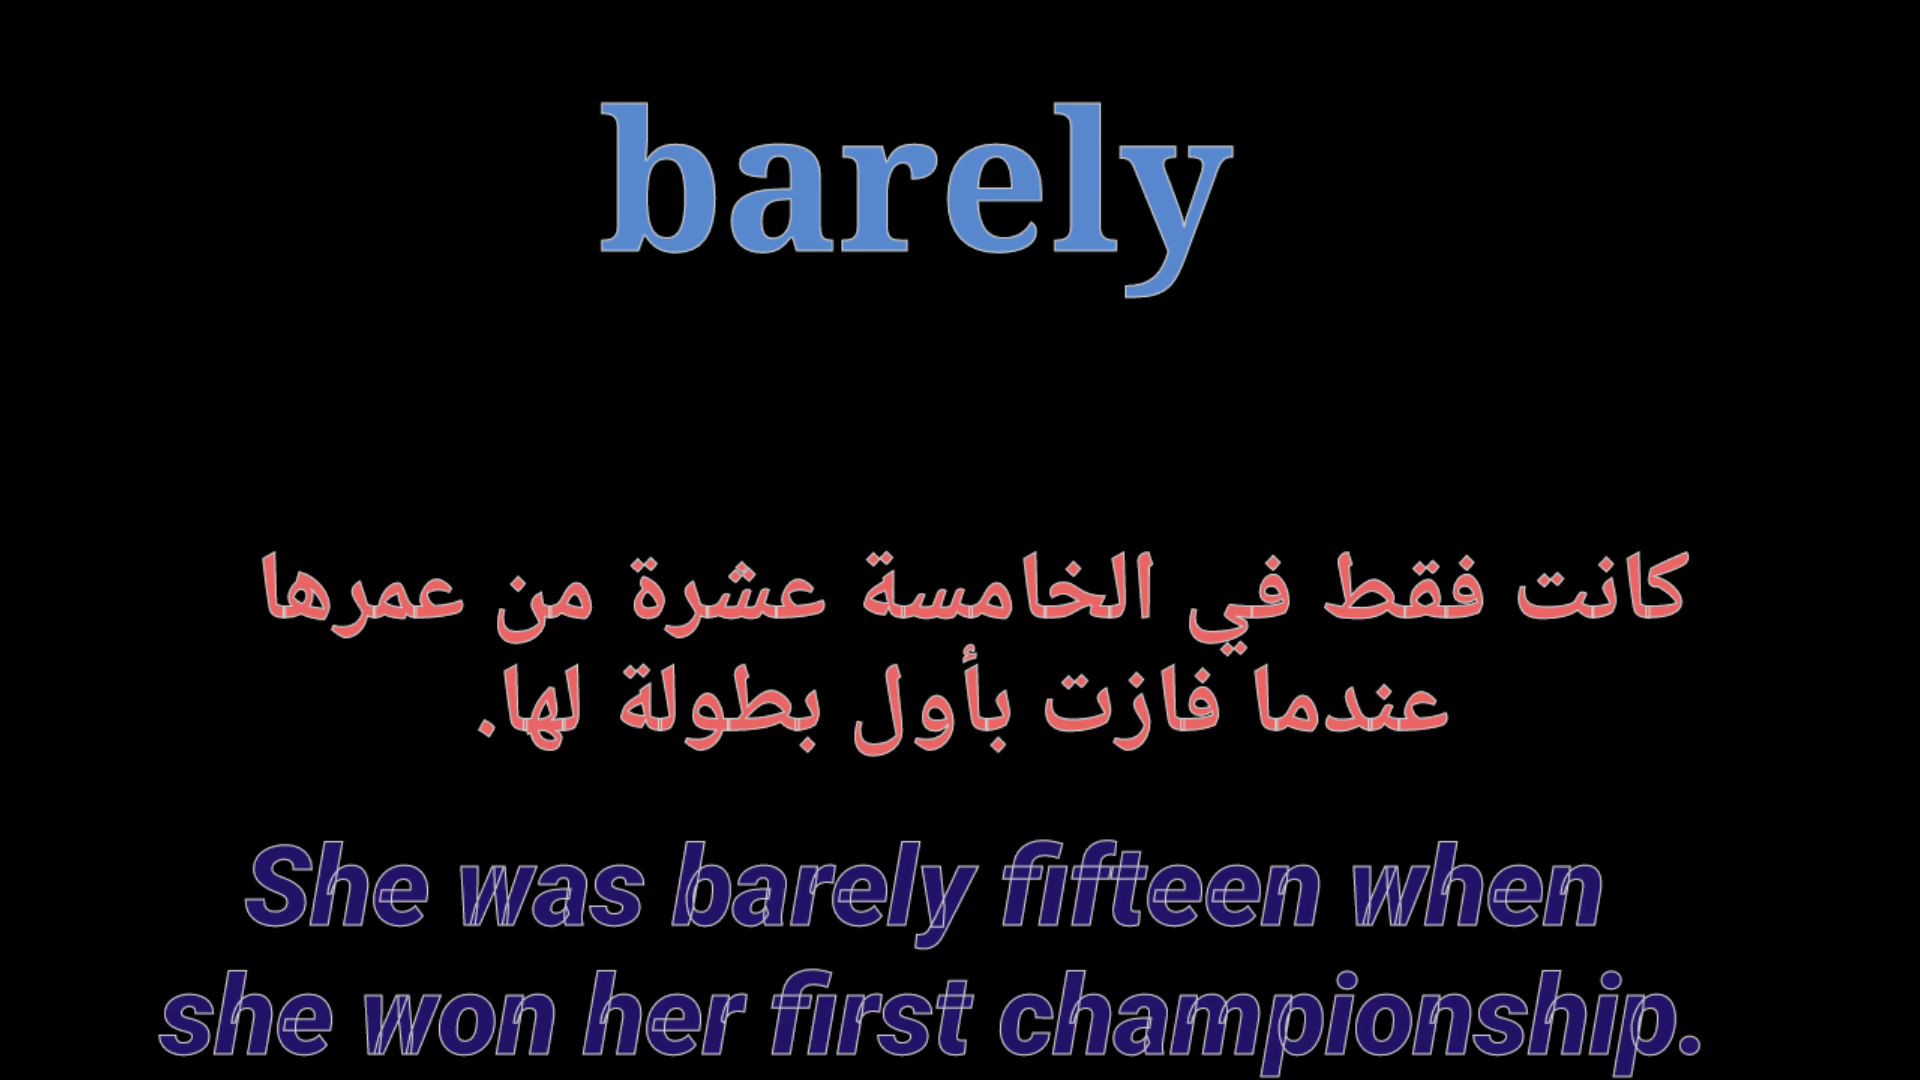 barely
كانت فقط في الخامسة عشرة من عمرها
عندما فازت بأول بطولة لها.
She was barely fifteen when
she won her first championship.